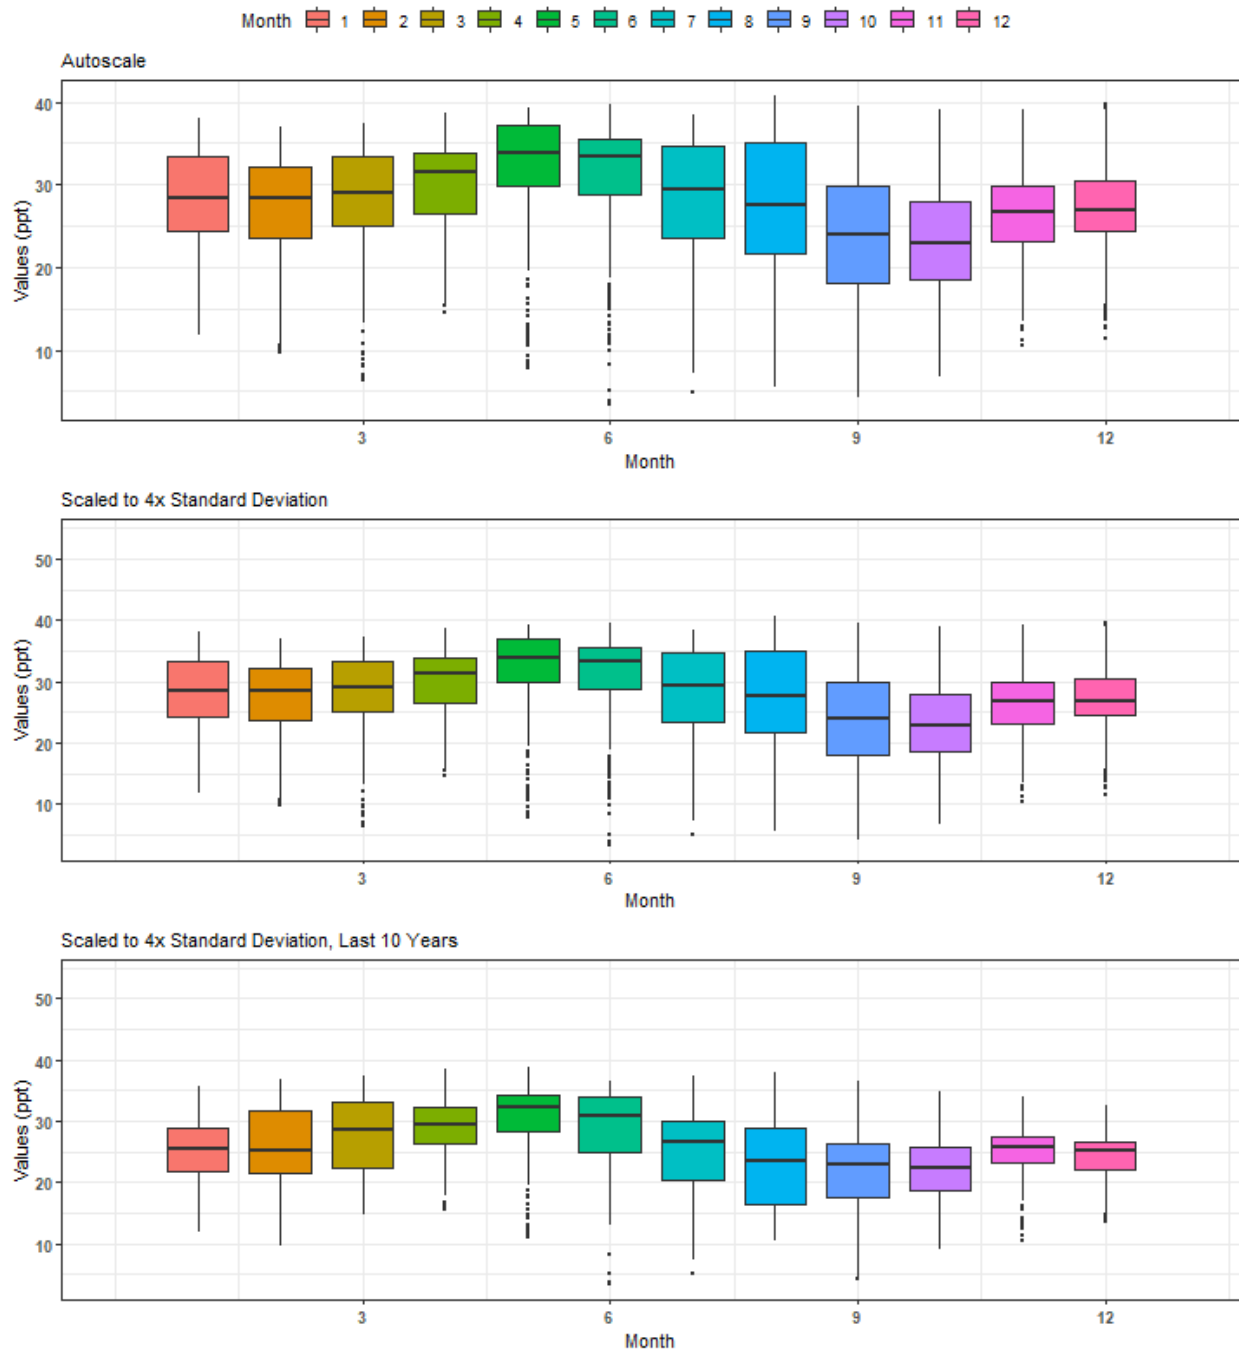 Month 1 2 3 4 5 6 7 8 9 10 11 12
Autoscale
Values (ppt)
40
30
20
10
3 6 9 12
Month
Scaled to 4x Standard Deviation
Values (ppt)
50
40
30
20
10
3 6 9 12
Month
Scaled to 4x Standard Deviation, Last 10 Years
Values (ppt)
50
40
30
20
10
3 6 9 12
Month